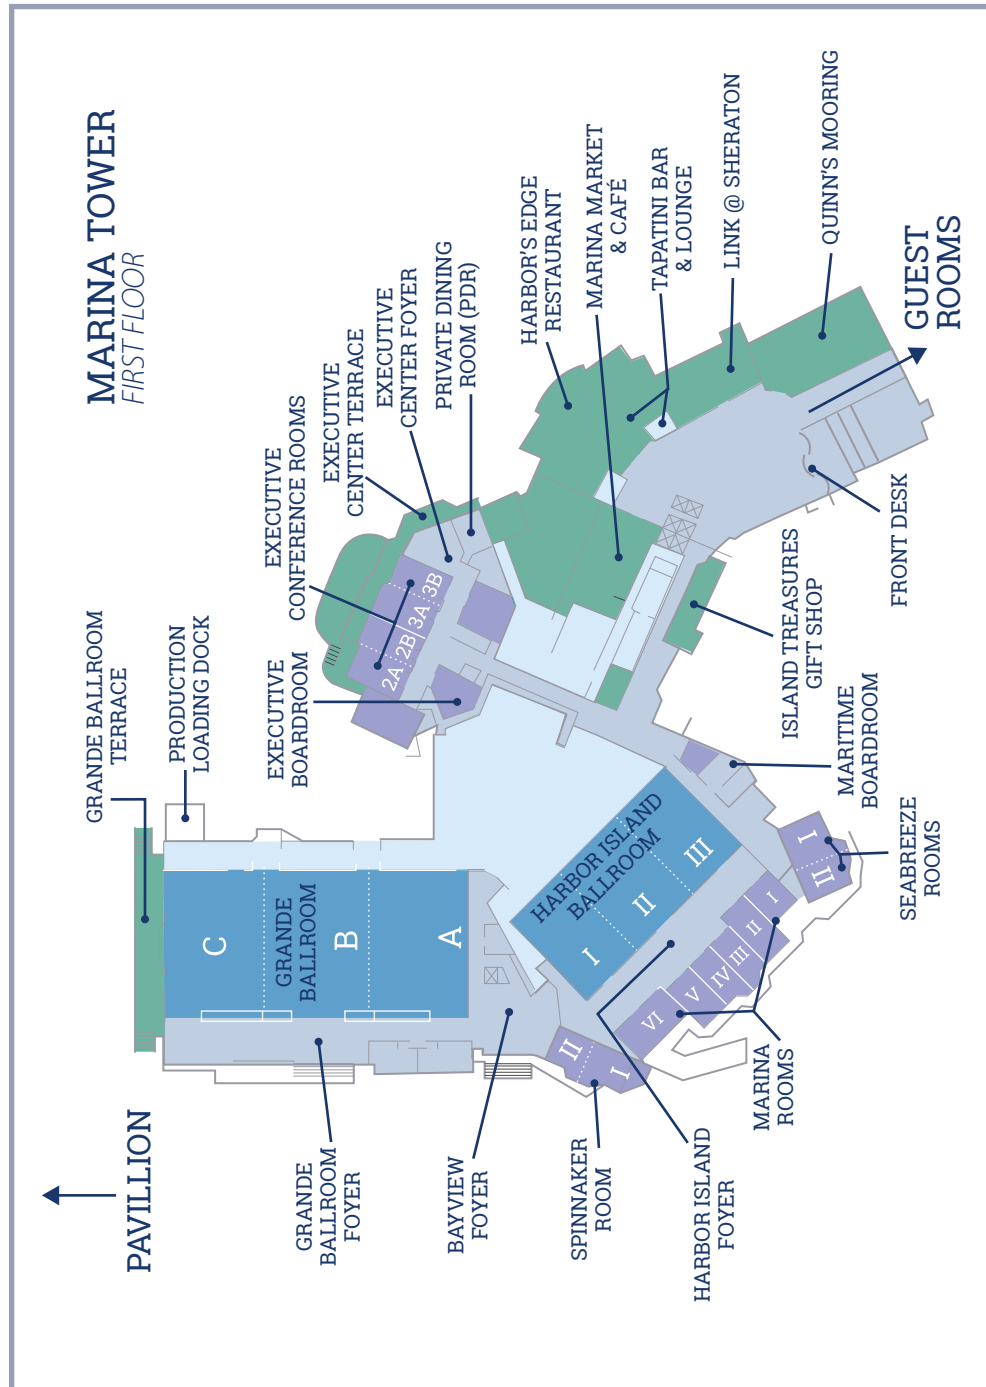 MARINA TOWER
FIRST FLOOR
PAVILLION
GRANDE BALLROOM
TERRACE
PRODUCTION
LOADING DOCK
EXECUTIVE
BOARDROOM
EXECUTIVE
CONFERENCE ROOMS
EXECUTIVE
CENTER TERRACE
EXECUTIVE
CENTER FOYER
PRIVATE DINING
ROOM (PDR)
HARBOR'S EDGE
RESTAURANT
MARINA MARKET
& CAFÉ
TAPATINI BAR
& LOUNGE
LINK @ SHERATON
QUINN'S MOORING
GUEST
ROOMS
2A
2B
3A
3B
C
GRANDE
BALLROOM
B
A
HARBOR ISLAND
BALLROOM
I
II
III
FRONT DESK
ISLAND TREASURES
GIFT SHOP
MARITIME
BOARDROOM
SEABREEZE
ROOMS
I
II
I
II
III
IV
V
VI
II
I
MARINA
ROOMS
HARBOR ISLAND
FOYER
SPINNAKER
ROOM
BAYVIEW
FOYER
GRANDE
BALLROOM
FOYER